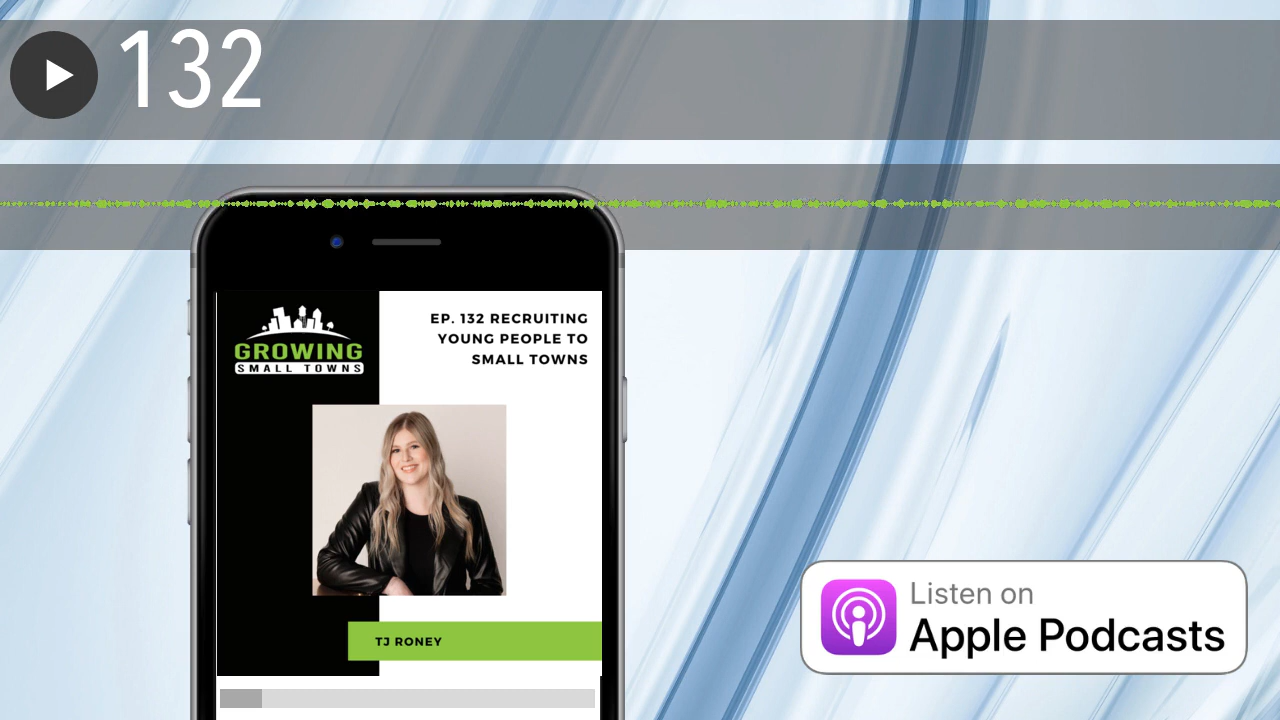 132
EP. 132 RECRUITING
YOUNG PEOPLE TO
SMALL TOWNS
GROWING
SMALL TOWNS
TJ RONEY
Listen on
Apple Podcasts